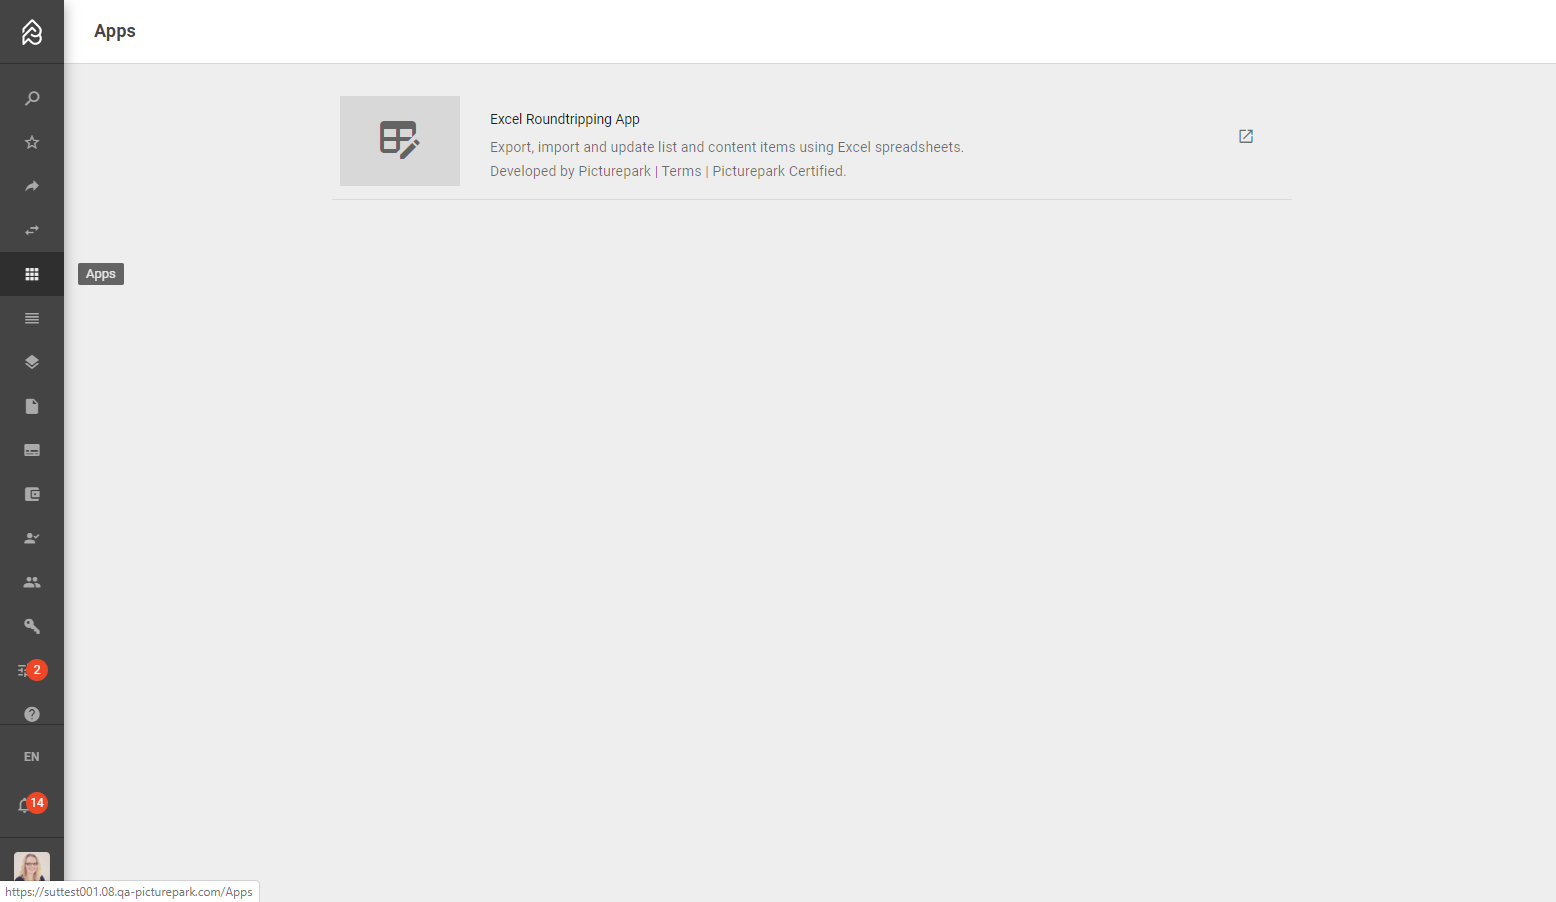 Apps
Excel Roundtripping App
Export, import and update list and content items using Excel spreadsheets.
Developed by Picturepark | Terms | Picturepark Certified.
Apps
2
EN
14
https://suttest001.08.qa-picturepark.com/Apps